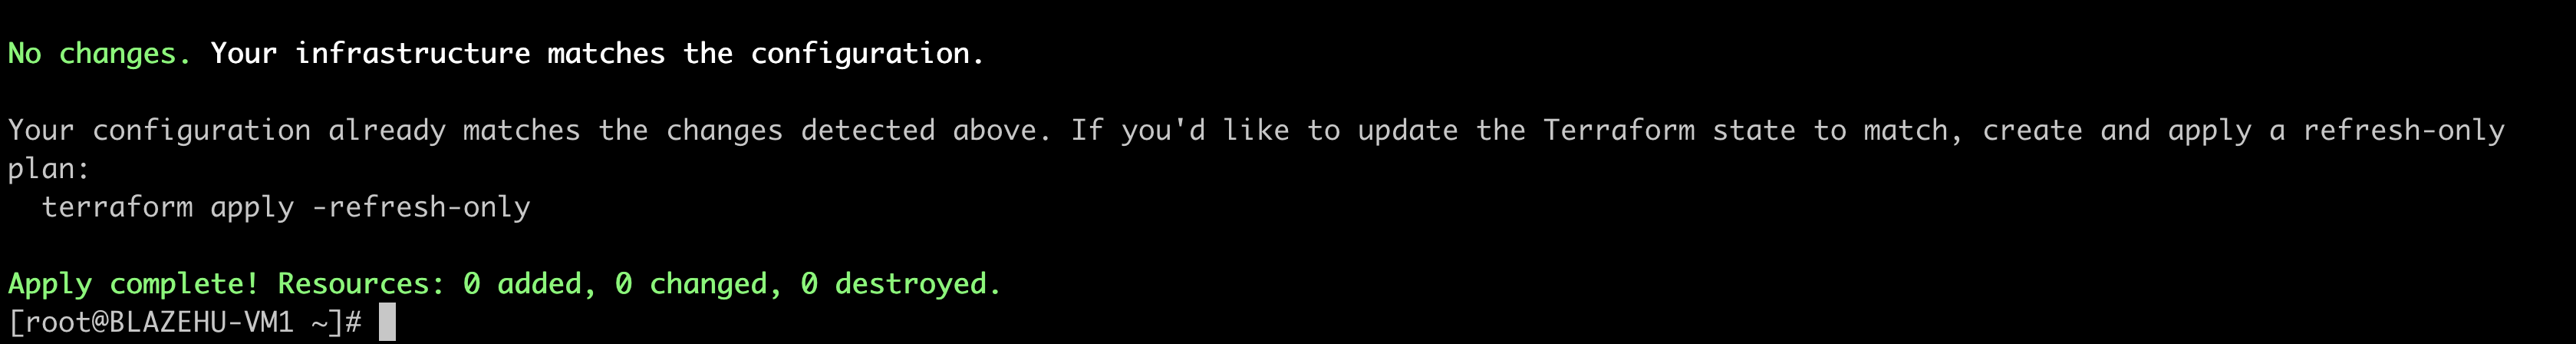 No changes. Your infrastructure matches the configuration.
Your configuration already matches the changes detected above. If you'd like to update the Terraform state to match, create and apply a refresh-only
plan:
  terraform apply -refresh-only
Apply complete! Resources: 0 added, 0 changed, 0 destroyed.
[root@BLAZEHU-VM1 ~]#